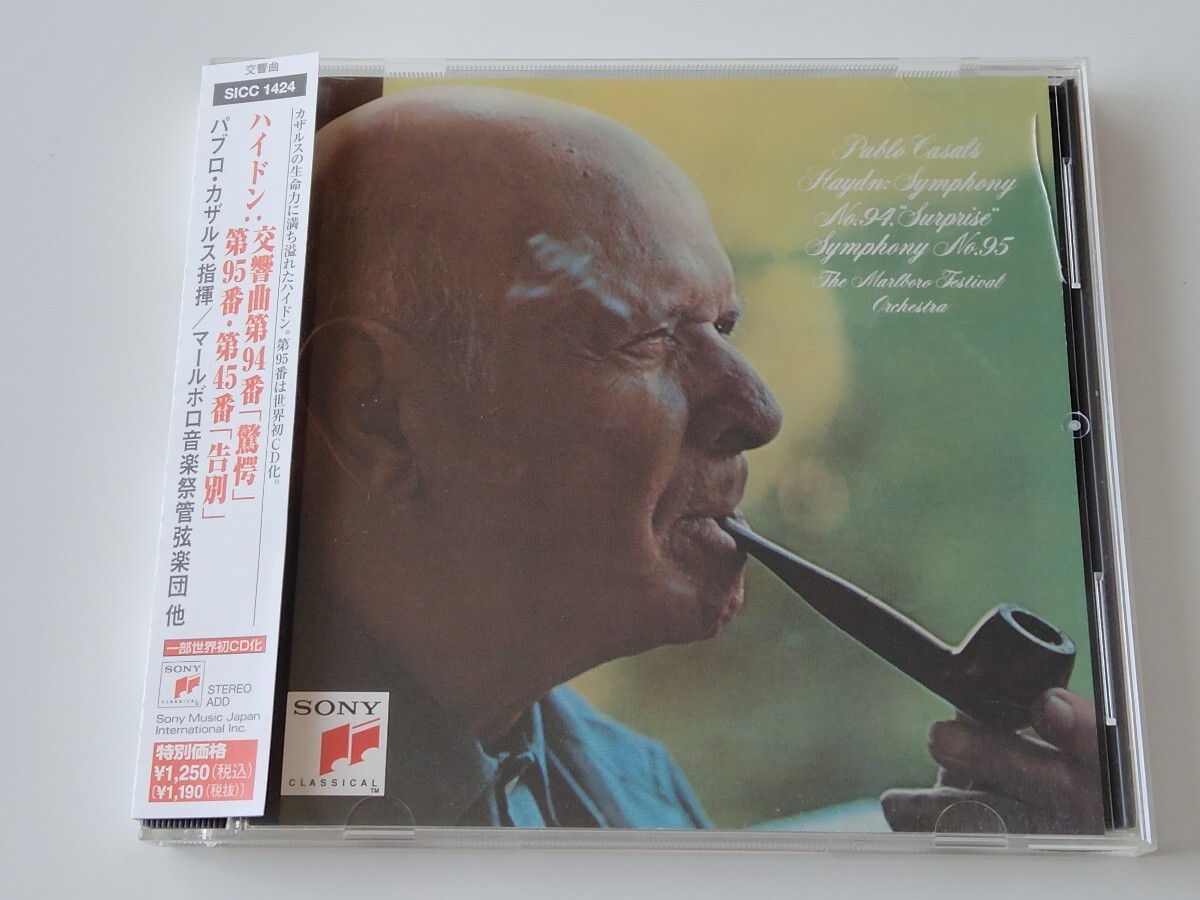 交響曲
SICC 1424
カザルスの生命力に満ち溢れたハイドン。第95番は世界初CD化。
ハイドン：交響曲第94番「驚愕」
第95番・第45番「告別」
パブロ・カザルス指揮／マールボロ音楽祭管弦楽団 他
一部世界初CD化
SONY
CLASSICAL
STEREO
ADD
Sony Music Japan
International Inc.
特別価格
¥1,250(税込)
[¥1,190(税抜)]
Pablo Casals
Haydn: Symphony
No.94, "Surprise"
Symphony No.95
The Marlboro Festival
Orchestra
SONY
CLASSICAL
TM